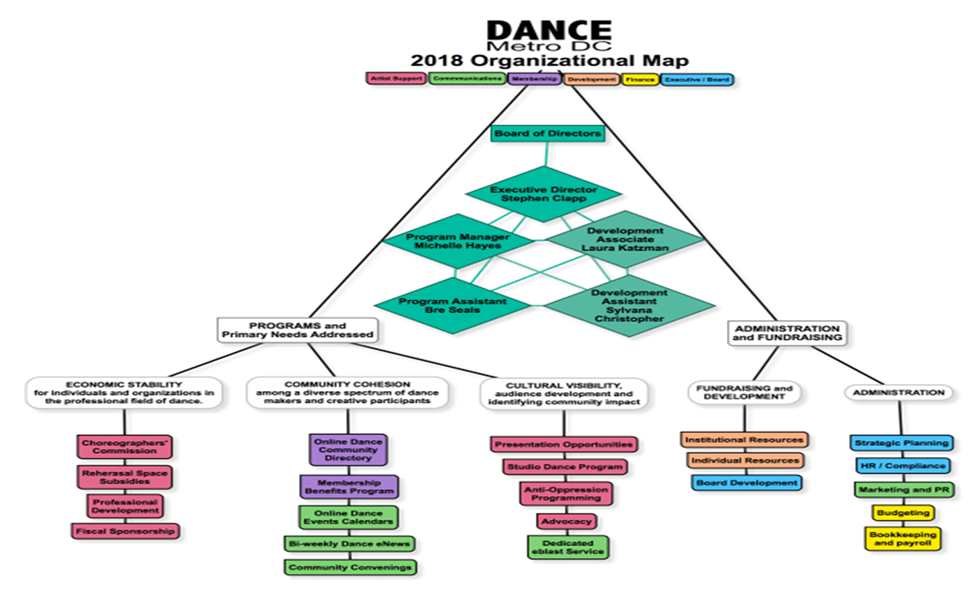 DANCE
Metro DC
2018 Organizational Map
Artist Support
Commmunications
Membership
Development
Finance
Executive / Board
Board of Directors
Executive Director
Stephen Clapp
Program Manager
Michelle Hayes
Development
Associate
Laura Katzman
Program Assistant
Bre Seals
Development
Assistant
Sylvana
Christopher
PROGRAMS and
Primary Needs Addressed
ADMINISTRATION
and FUNDRAISING
ECONOMIC STABILITY
for individuals and organizations in
the professional field of dance.
COMMUNITY COHESION
among a diverse spectrum of dance
makers and creative participants
CULTURAL VISIBILITY,
audience development and
identifying community impact
FUNDRAISING and
DEVELOPMENT
ADMINISTRATION
Choreographers'
Commission
Reherasal Space
Subsidies
Professional
Development
Fiscal Sponsorship
Online Dance
Community
Directory
Membership
Benefits Program
Online Dance
Events Calendars
Bi-weekly Dance eNews
Community Convenings
Presentation Opportunities
Studio Dance Program
Anti-Oppression
Programming
Advocacy
Dedicated
eblast Service
Institutional Resources
Individual Resources
Board Development
Strategic Planning
HR / Compliance
Marketing and PR
Budgeting
Bookkeeping
and payroll